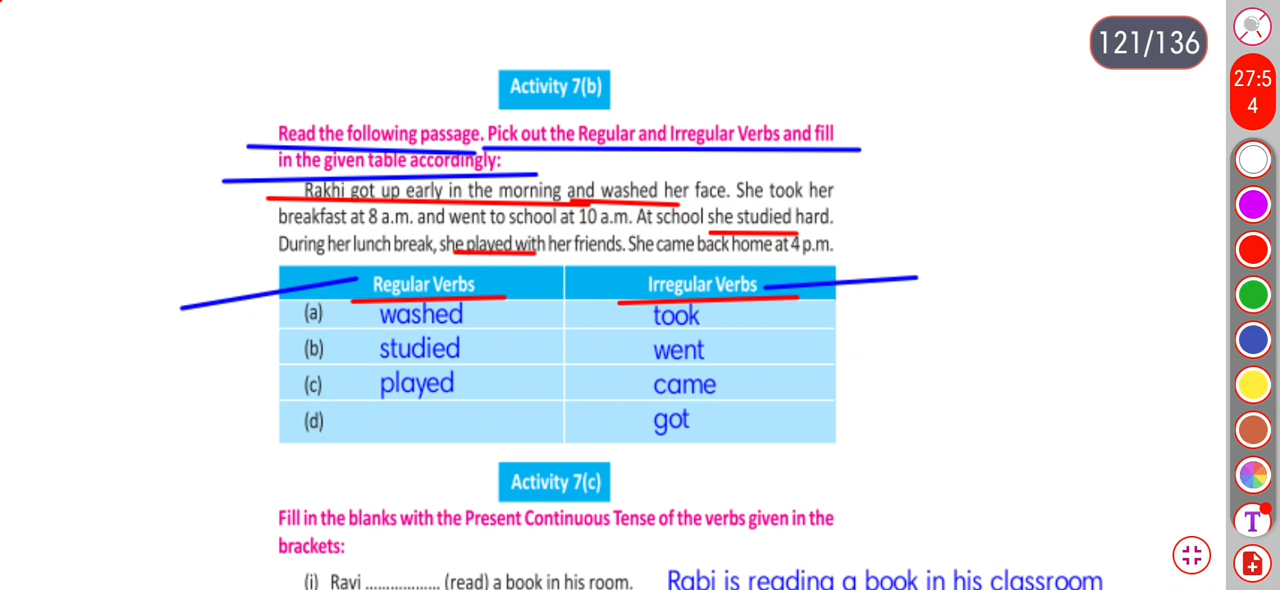 121/136
27:5
4
Activity 7(b)
Read the following passage. Pick out the Regular and Irregular Verbs and fill
in the given table accordingly:
Rakhi got up early in the morning and washed her face. She took her
breakfast at 8 a.m. and went to school at 10 a.m. At school she studied hard.
During her lunch break, she played with her friends. She came back home at 4 p.m.
Regular Verbs Irregular Verbs
(a) washed took
(b) studied went
(c) played came
(d) got
Activity 7(c)
Fill in the blanks with the Present Continuous Tense of the verbs given in the
brackets:
(i) Ravi .................. (read) a book in his room. Rabi is reading a book in his classroom
T